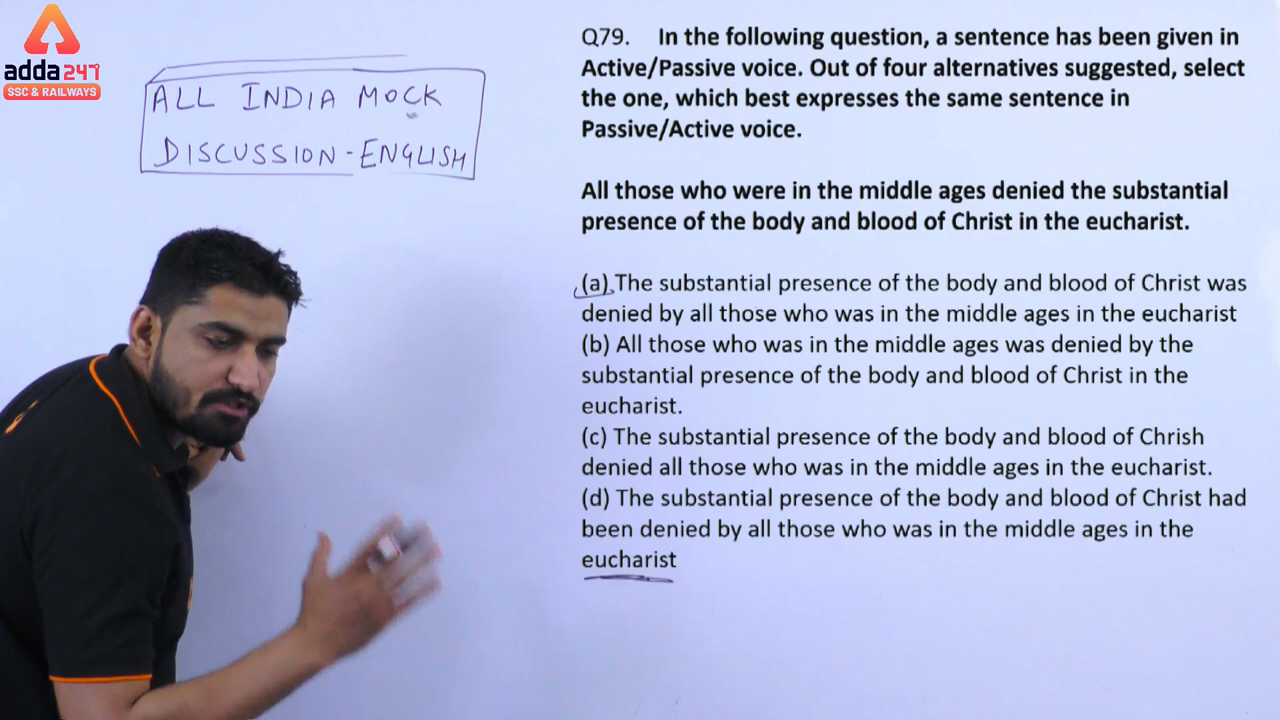 adda247
SSC & RAILWAYS
ALL INDIA MOCK
DISCUSSION-ENGLISH
Q79. In the following question, a sentence has been given in
Active/Passive voice. Out of four alternatives suggested, select
the one, which best expresses the same sentence in
Passive/Active voice.
All those who were in the middle ages denied the substantial
presence of the body and blood of Christ in the eucharist.
(a) The substantial presence of the body and blood of Christ was
denied by all those who was in the middle ages in the eucharist
(b) All those who was in the middle ages was denied by the
substantial presence of the body and blood of Christ in the
eucharist.
(c) The substantial presence of the body and blood of Chrish
denied all those who was in the middle ages in the eucharist.
(d) The substantial presence of the body and blood of Christ had
been denied by all those who was in the middle ages in the
eucharist